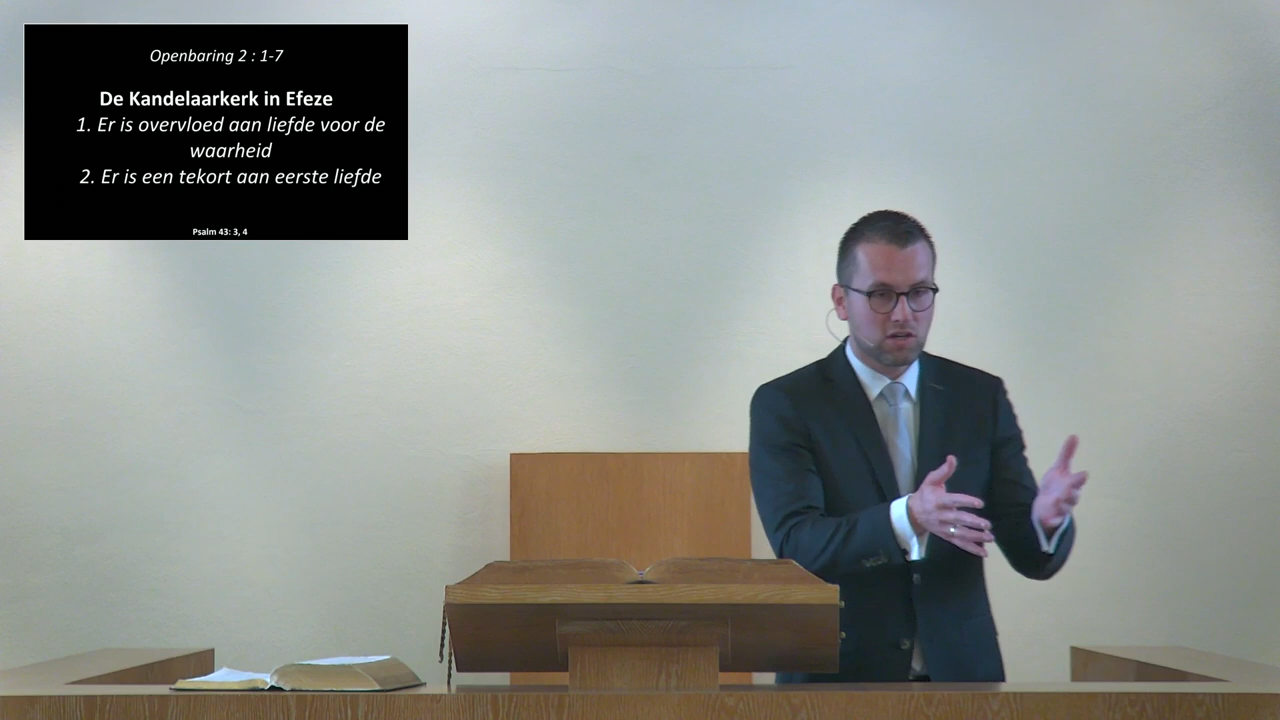 Openbaring 2 : 1-7
De Kandelaarkerk in Efeze
1. Er is overvloed aan liefde voor de
waarheid
2. Er is een tekort aan eerste liefde
Psalm 43: 3, 4